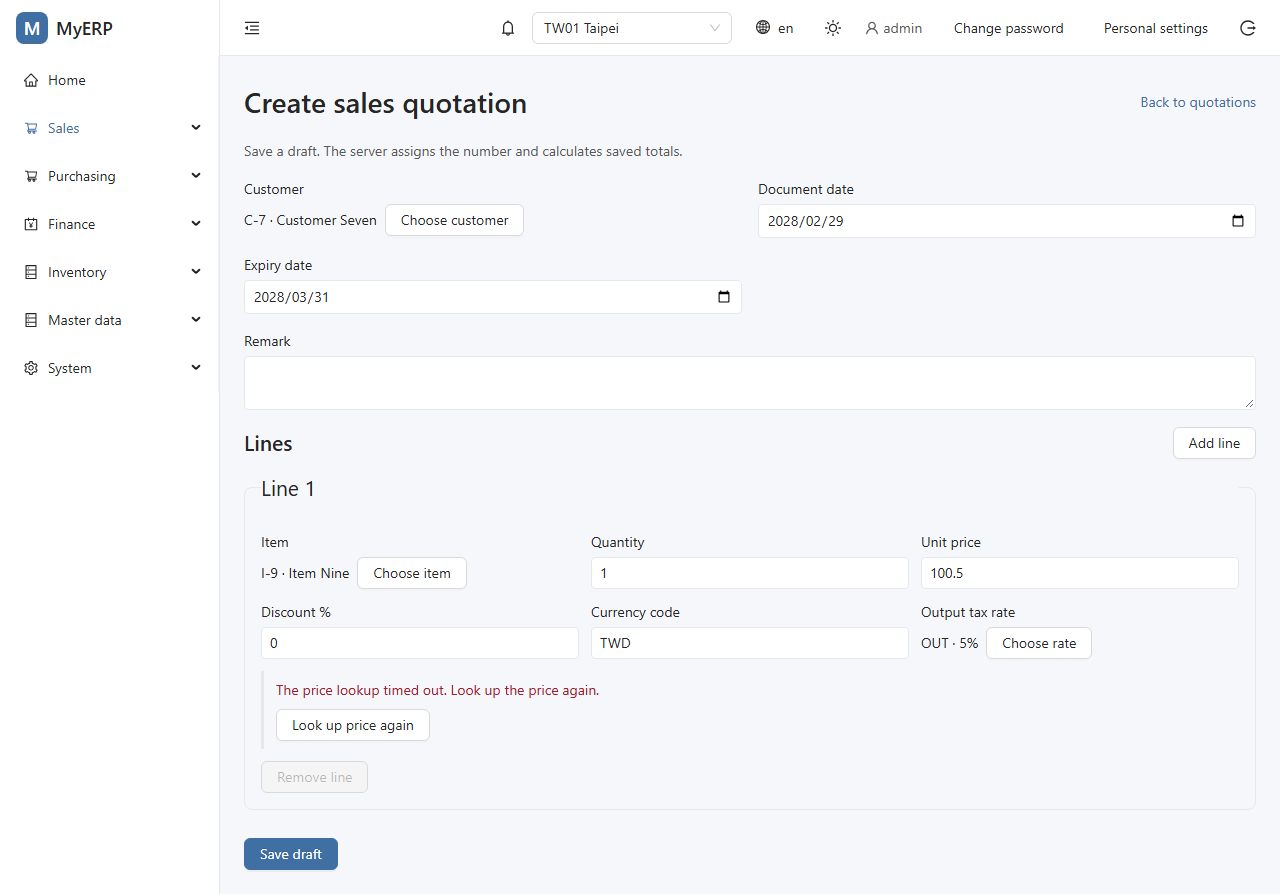 M MyERP
TW01 Taipei
en
admin
Change password
Personal settings
Home
Sales
Purchasing
Finance
Inventory
Master data
System
Create sales quotation
Back to quotations
Save a draft. The server assigns the number and calculates saved totals.
Customer
C-7 · Customer Seven
Choose customer
Document date
2028/02/29
Expiry date
2028/03/31
Remark
Lines
Add line
Line 1
Item
I-9 · Item Nine
Choose item
Quantity
1
Unit price
100.5
Discount %
0
Currency code
TWD
Output tax rate
OUT · 5%
Choose rate
The price lookup timed out. Look up the price again.
Look up price again
Remove line
Save draft